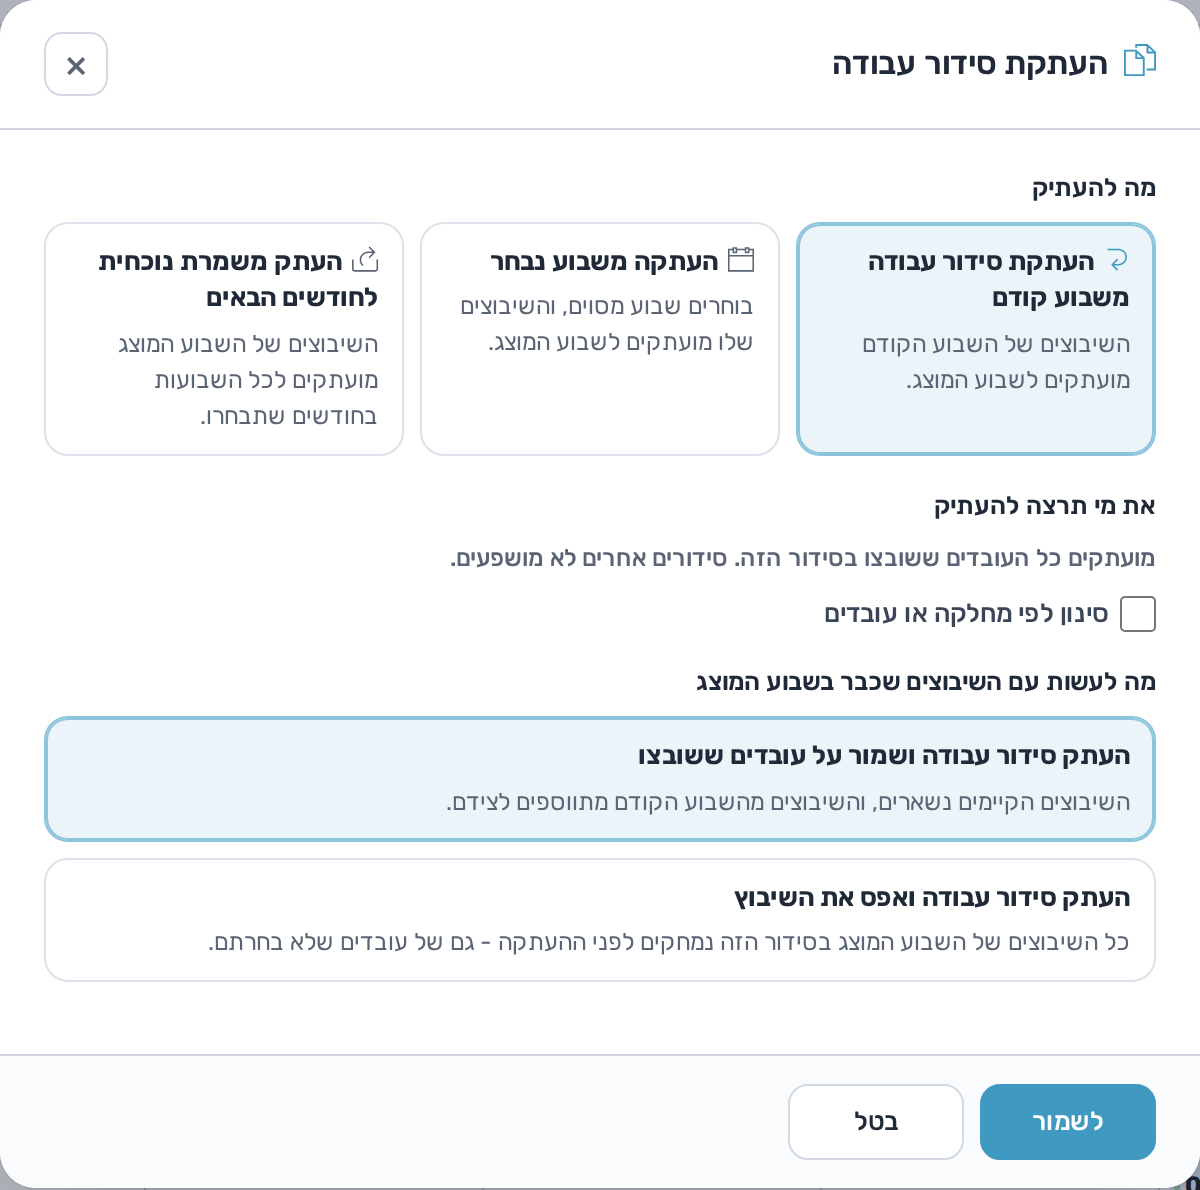 העתקת סידור עבודה
מה להעתיק
העתקת סידור עבודה
משבוע קודם
השיבוצים של השבוע הקודם
מועתקים לשבוע המוצג.
העתקה משבוע נבחר
בוחרים שבוע מסוים, והשיבוצים
שלו מועתקים לשבוע המוצג.
העתק משמרת נוכחית
לחודשים הבאים
השיבוצים של השבוע המוצג
מועתקים לכל השבועות
בחודשים שתבחרו.
את מי תרצה להעתיק
מועתקים כל העובדים ששובצו בסידור הזה. סידורים אחרים לא מושפעים.
סינון לפי מחלקה או עובדים
מה לעשות עם השיבוצים שכבר בשבוע המוצג
העתק סידור עבודה ושמור על עובדים ששובצו
השיבוצים הקיימים נשארים, והשיבוצים מהשבוע הקודם מתווספים לצידם.
העתק סידור עבודה ואפס את השיבוץ
כל השיבוצים של השבוע המוצג בסידור הזה נמחקים לפני ההעתקה - גם של עובדים שלא בחרתם.
לשמור
בטל